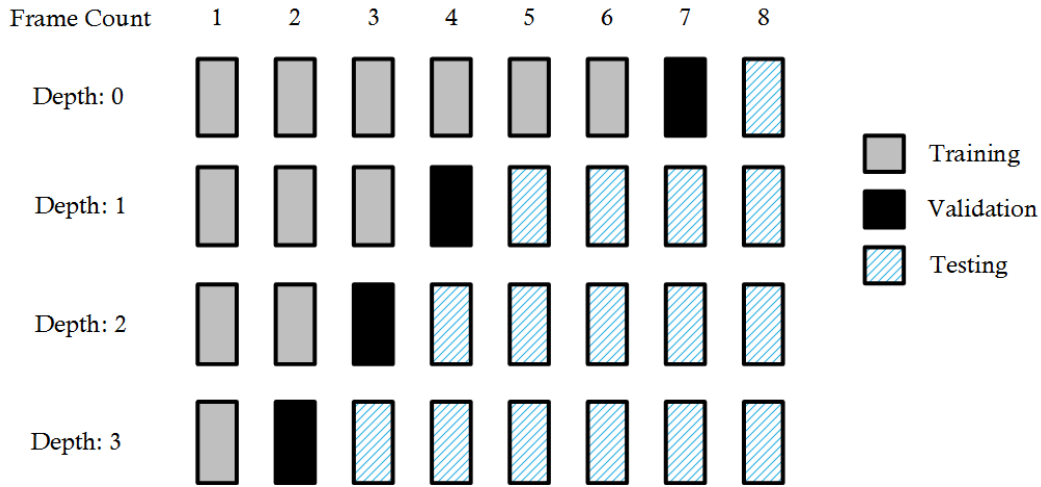 Frame Count 1 2 3 4 5 6 7 8
Depth: 0
Depth: 1
Depth: 2
Depth: 3
Training
Validation
Testing